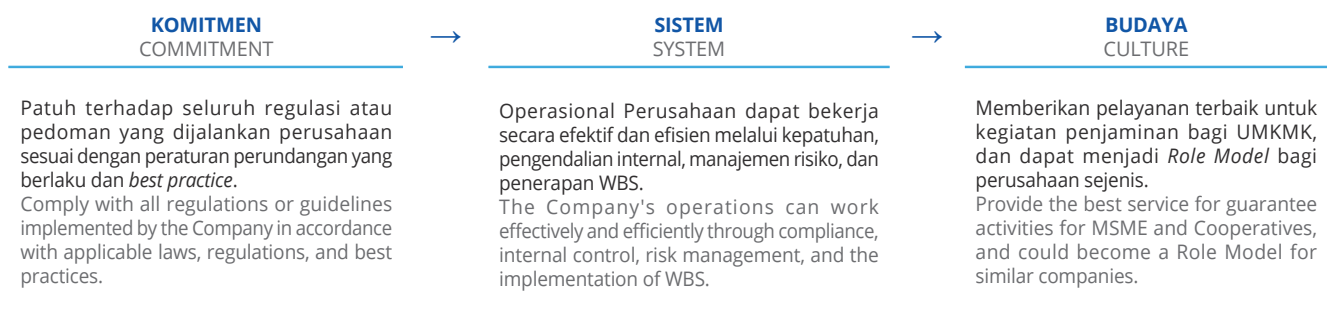 KOMITMEN
COMMITMENT
Patuh terhadap seluruh regulasi atau
pedoman yang dijalankan perusahaan
sesuai dengan peraturan perundangan yang
berlaku dan best practice.
Comply with all regulations or guidelines
implemented by the Company in accordance
with applicable laws, regulations, and best
practices.
→
SISTEM
SYSTEM
Operasional Perusahaan dapat bekerja
secara efektif dan efisien melalui kepatuhan,
pengendalian internal, manajemen risiko, dan
penerapan WBS.
The Company's operations can work
effectively and efficiently through compliance,
internal control, risk management, and the
implementation of WBS.
→
BUDAYA
CULTURE
Memberikan pelayanan terbaik untuk
kegiatan penjaminan bagi UMKMK,
dan dapat menjadi Role Model bagi
perusahaan sejenis.
Provide the best service for guarantee
activities for MSME and Cooperatives,
and could become a Role Model for
similar companies.